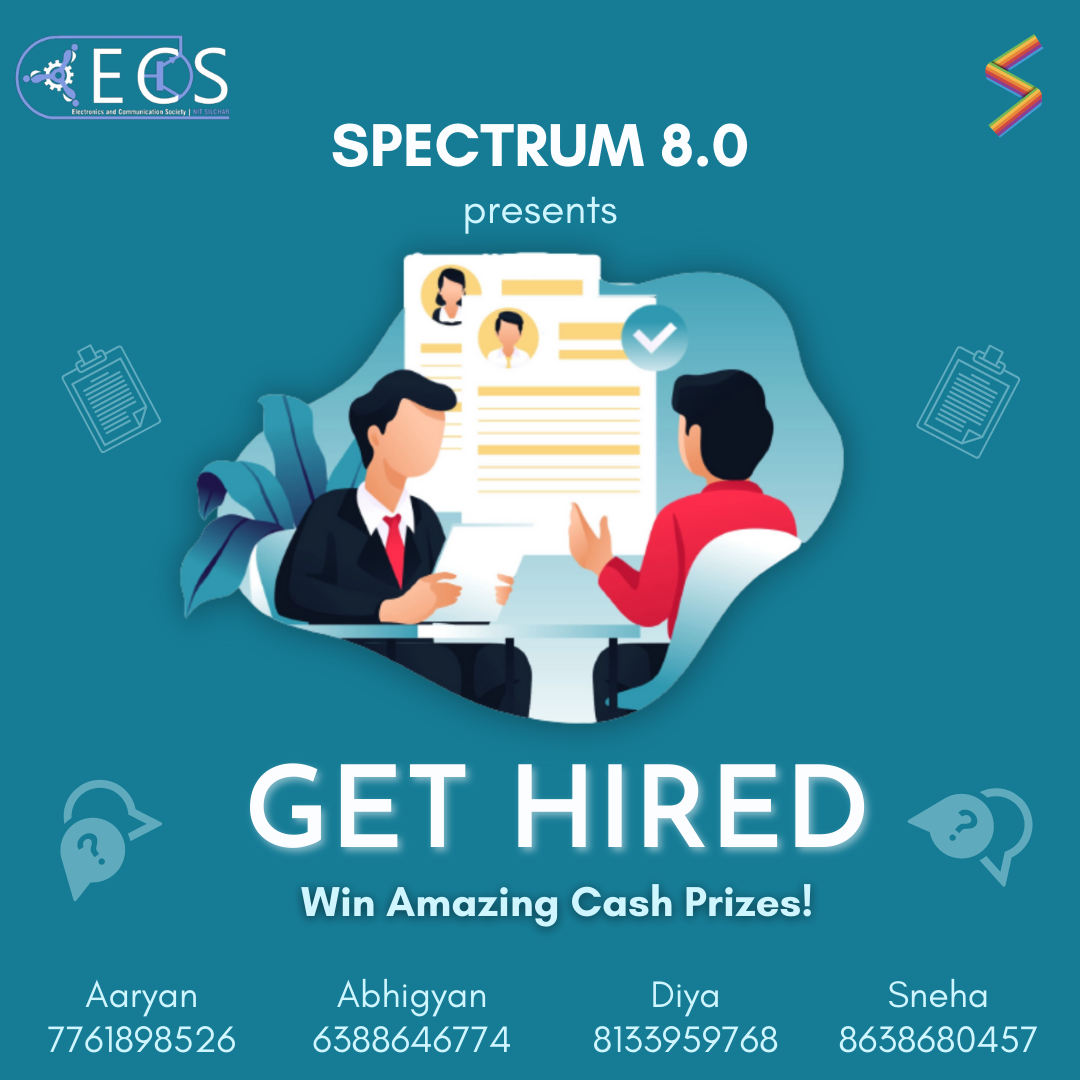 ECS
Electronics and Communication Society | NIT SILCHAR
SPECTRUM 8.0
presents
GET HIRED
Win Amazing Cash Prizes!
Aaryan Abhigyan Diya Sneha
7761898526 6388646774 8133959768 8638680457